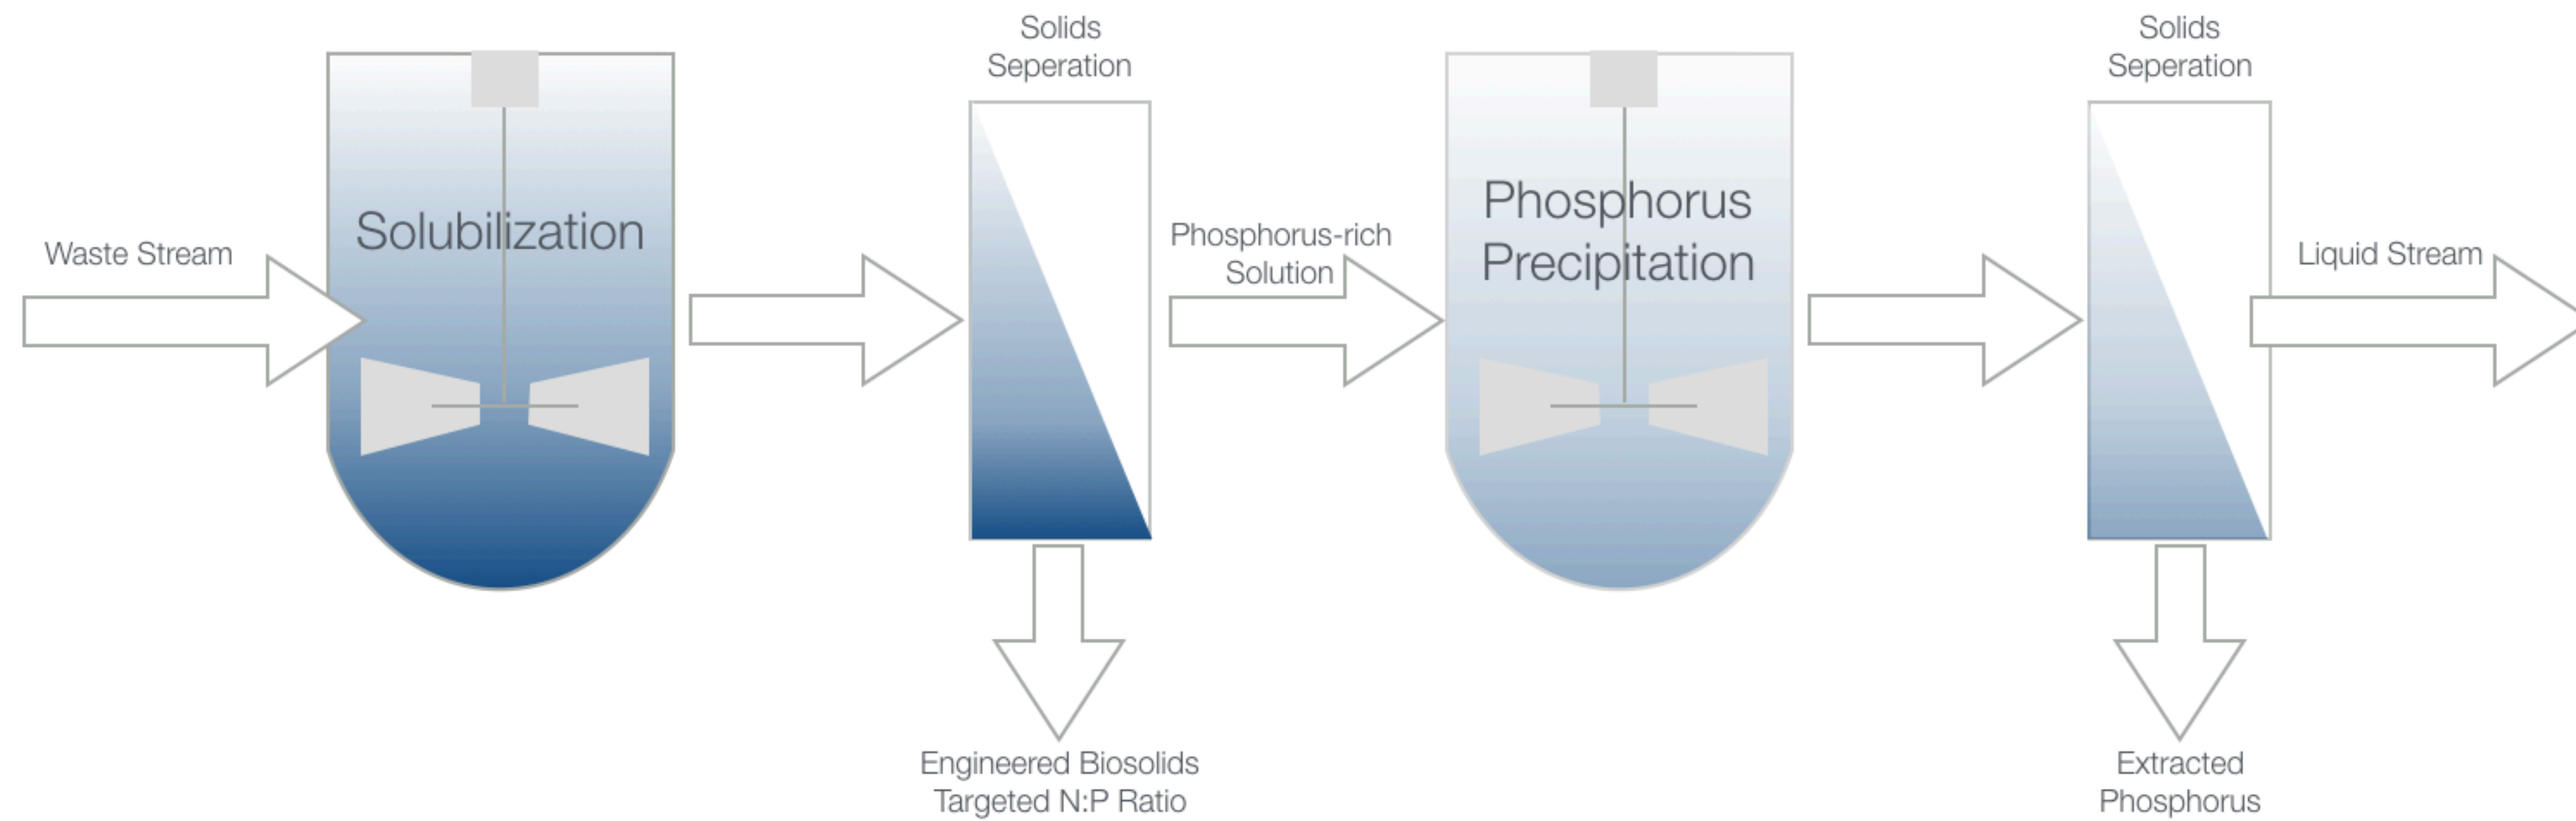 Waste Stream
Solubilization
Solids
Seperation
Engineered Biosolids
Targeted N:P Ratio
Phosphorus-rich
Solution
Phosphorus
Precipitation
Solids
Seperation
Extracted
Phosphorus
Liquid Stream